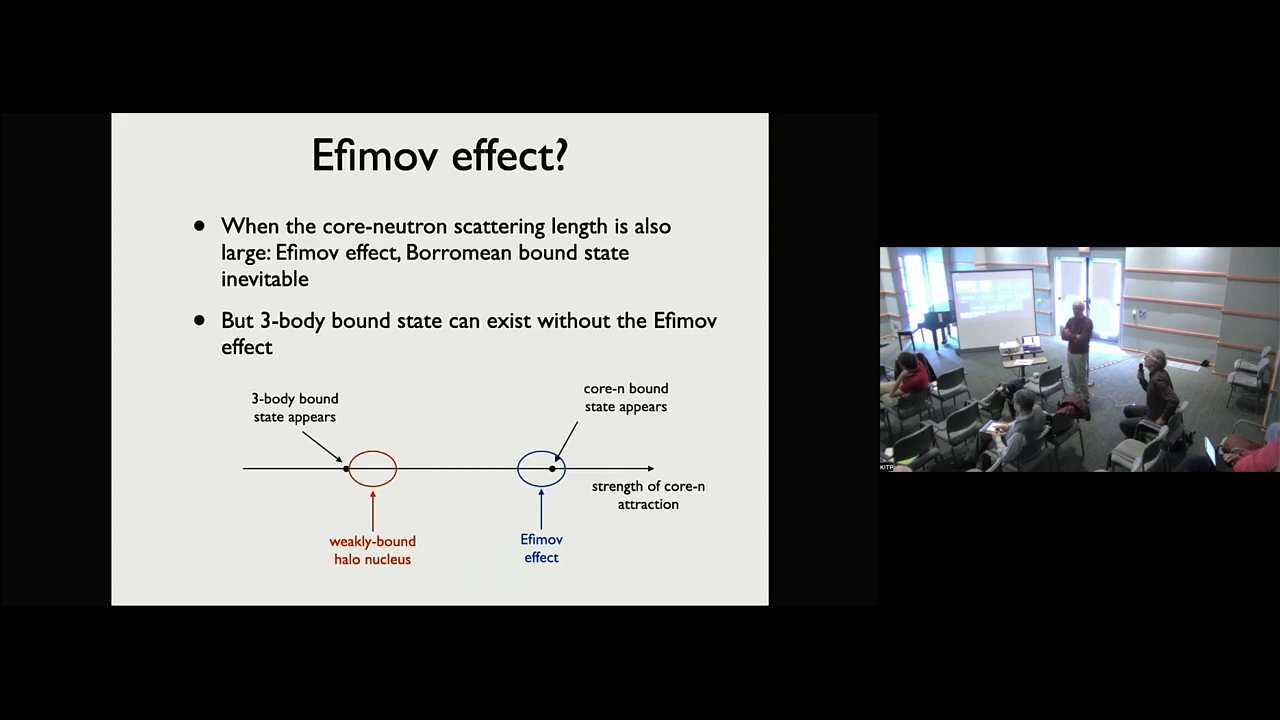 Efimov effect?
• When the core-neutron scattering length is also
large: Efimov effect, Borromean bound state
inevitable
• But 3-body bound state can exist without the Efimov
effect
3-body bound
state appears
core-n bound
state appears
strength of core-n
attraction
weakly-bound
halo nucleus
Efimov
effect
KITP